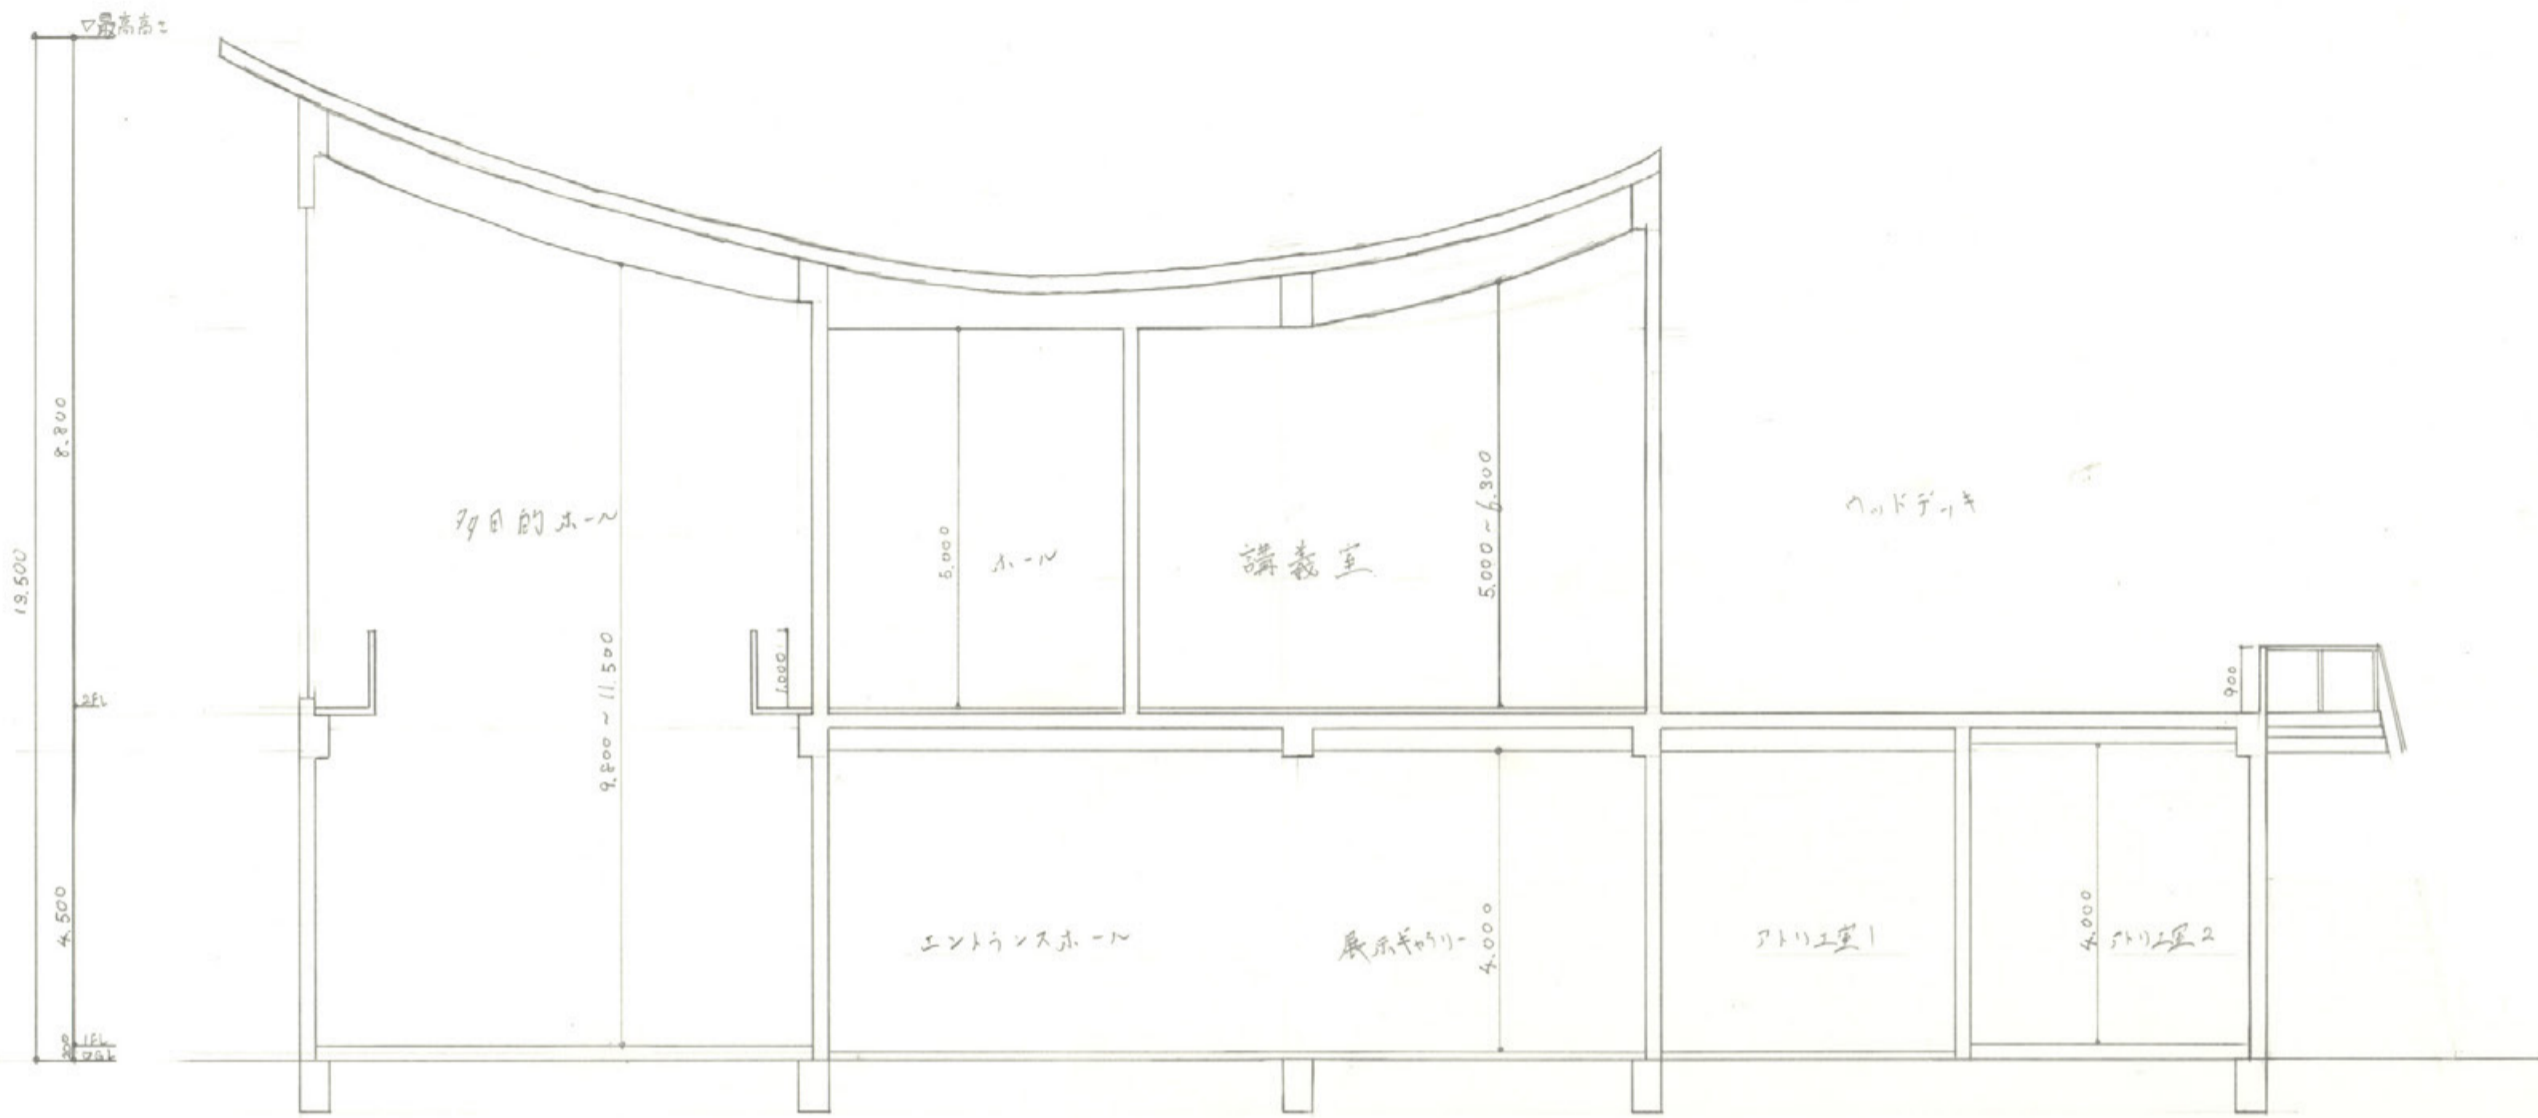 ▽最高高さ
8.800
13.500
多目的ホール
5.000
ホール
講義室
5.000~6.300
ウッドデッキ
9.800~11.500
1.000
900
2FL
4.500
エントランスホール
展示ギャラリー
4.000
アトリエ室1
4.000
アトリエ室2
1FL
200
▽GL